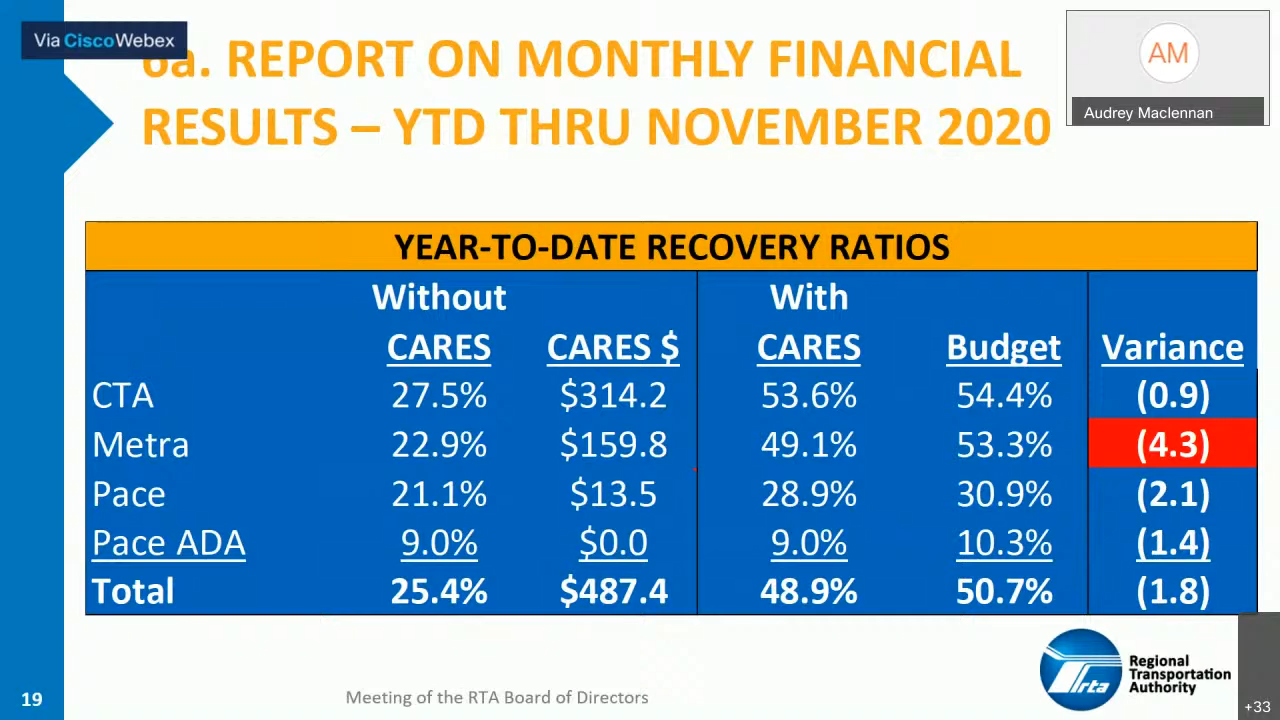 Via Cisco Webex
6a. REPORT ON MONTHLY FINANCIAL
RESULTS – YTD THRU NOVEMBER 2020
AM
Audrey Maclennan
YEAR-TO-DATE RECOVERY RATIOS
Without With
CARES CARES $ CARES Budget Variance
CTA 27.5% $314.2 53.6% 54.4% (0.9)
Metra 22.9% $159.8 49.1% 53.3% (4.3)
Pace 21.1% $13.5 28.9% 30.9% (2.1)
Pace ADA 9.0% $0.0 9.0% 10.3% (1.4)
Total 25.4% $487.4 48.9% 50.7% (1.8)
19
Meeting of the RTA Board of Directors
rta
Regional
Transportation
Authority
+33